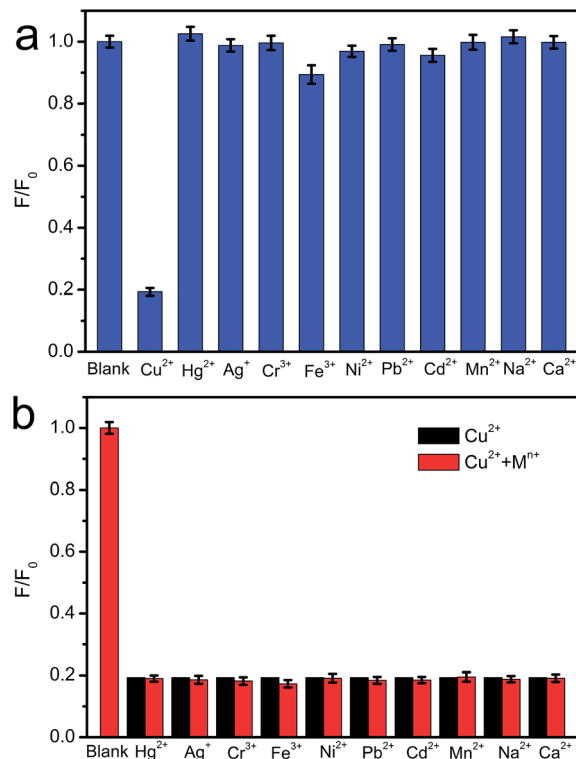 a
1.0
0.8
0.6
0.4
0.2
0.0
F/F₀
Blank Cu²⁺ Hg²⁺ Ag⁺ Cr³⁺ Fe³⁺ Ni²⁺ Pb²⁺ Cd²⁺ Mn²⁺ Na²⁺ Ca²⁺
b
Cu²⁺
Cu²⁺+Mⁿ⁺
1.0
0.8
0.6
0.4
0.2
0.0
F/F₀
Blank Hg²⁺ Ag⁺ Cr³⁺ Fe³⁺ Ni²⁺ Pb²⁺ Cd²⁺ Mn²⁺ Na²⁺ Ca²⁺